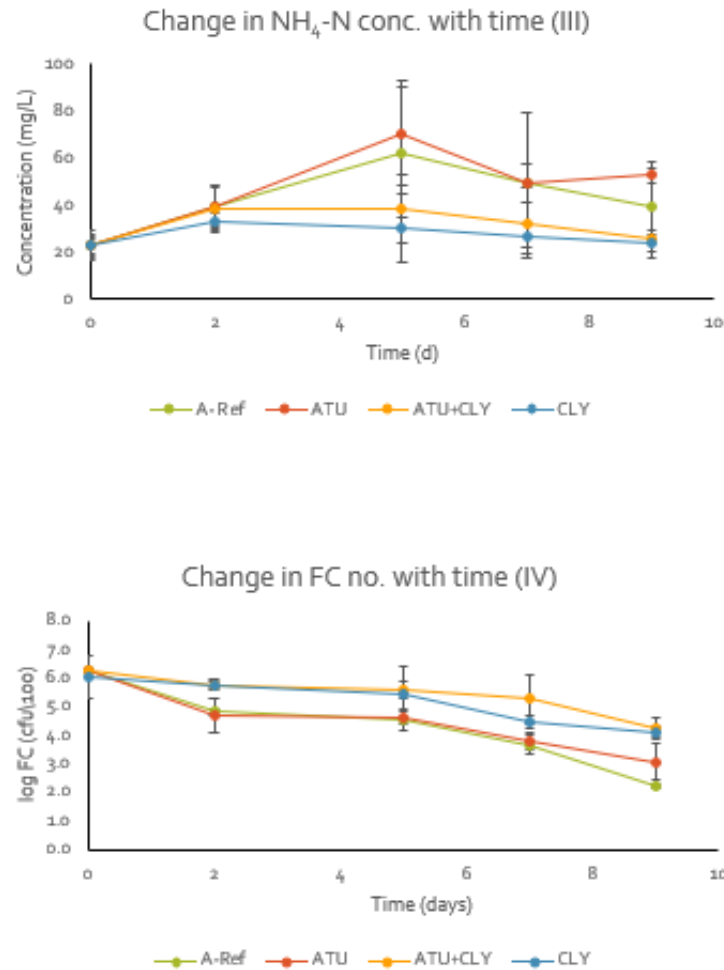 Change in NH₄-N conc. with time (III)
Concentration (mg/L)
100
80
60
40
20
0
0 2 4 6 8 10
Time (d)
A-Ref ATU ATU+CLY CLY
Change in FC no. with time (IV)
log FC (cfu\100)
8.0
7.0
6.0
5.0
4.0
3.0
2.0
1.0
0.0
0 2 4 6 8 10
Time (days)
A-Ref ATU ATU+CLY CLY